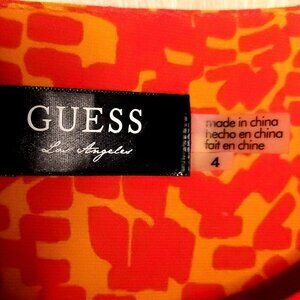 GUESS
Los Angeles
made in china
hecho en china
fait en chine
4